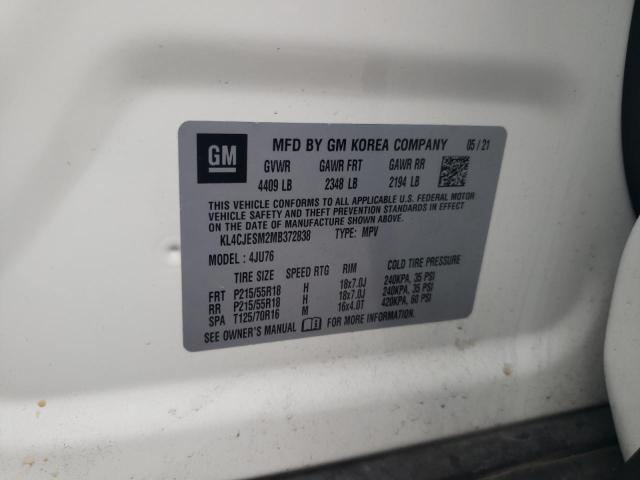 GM MFD BY GM KOREA COMPANY 05/21
GVWR GAWR FRT GAWR RR
4409 LB 2348 LB 2194 LB
THIS VEHICLE CONFORMS TO ALL APPLICABLE U.S. FEDERAL MOTOR
VEHICLE SAFETY AND THEFT PREVENTION STANDARDS IN EFFECT
ON THE DATE OF MANUFACTURE SHOWN ABOVE.
KL4CJESM2MB372838 TYPE: MPV
MODEL: 4JU76
TIRE SIZE SPEED RTG RIM COLD TIRE PRESSURE
FRT P215/55R18 H 18x7.0J 240KPA, 35 PSI
RR P215/55R18 H 18x7.0J 240KPA, 35 PSI
SPA T125/70R16 M 16x4.0T 420KPA, 60 PSI
SEE OWNER'S MANUAL FOR MORE INFORMATION.